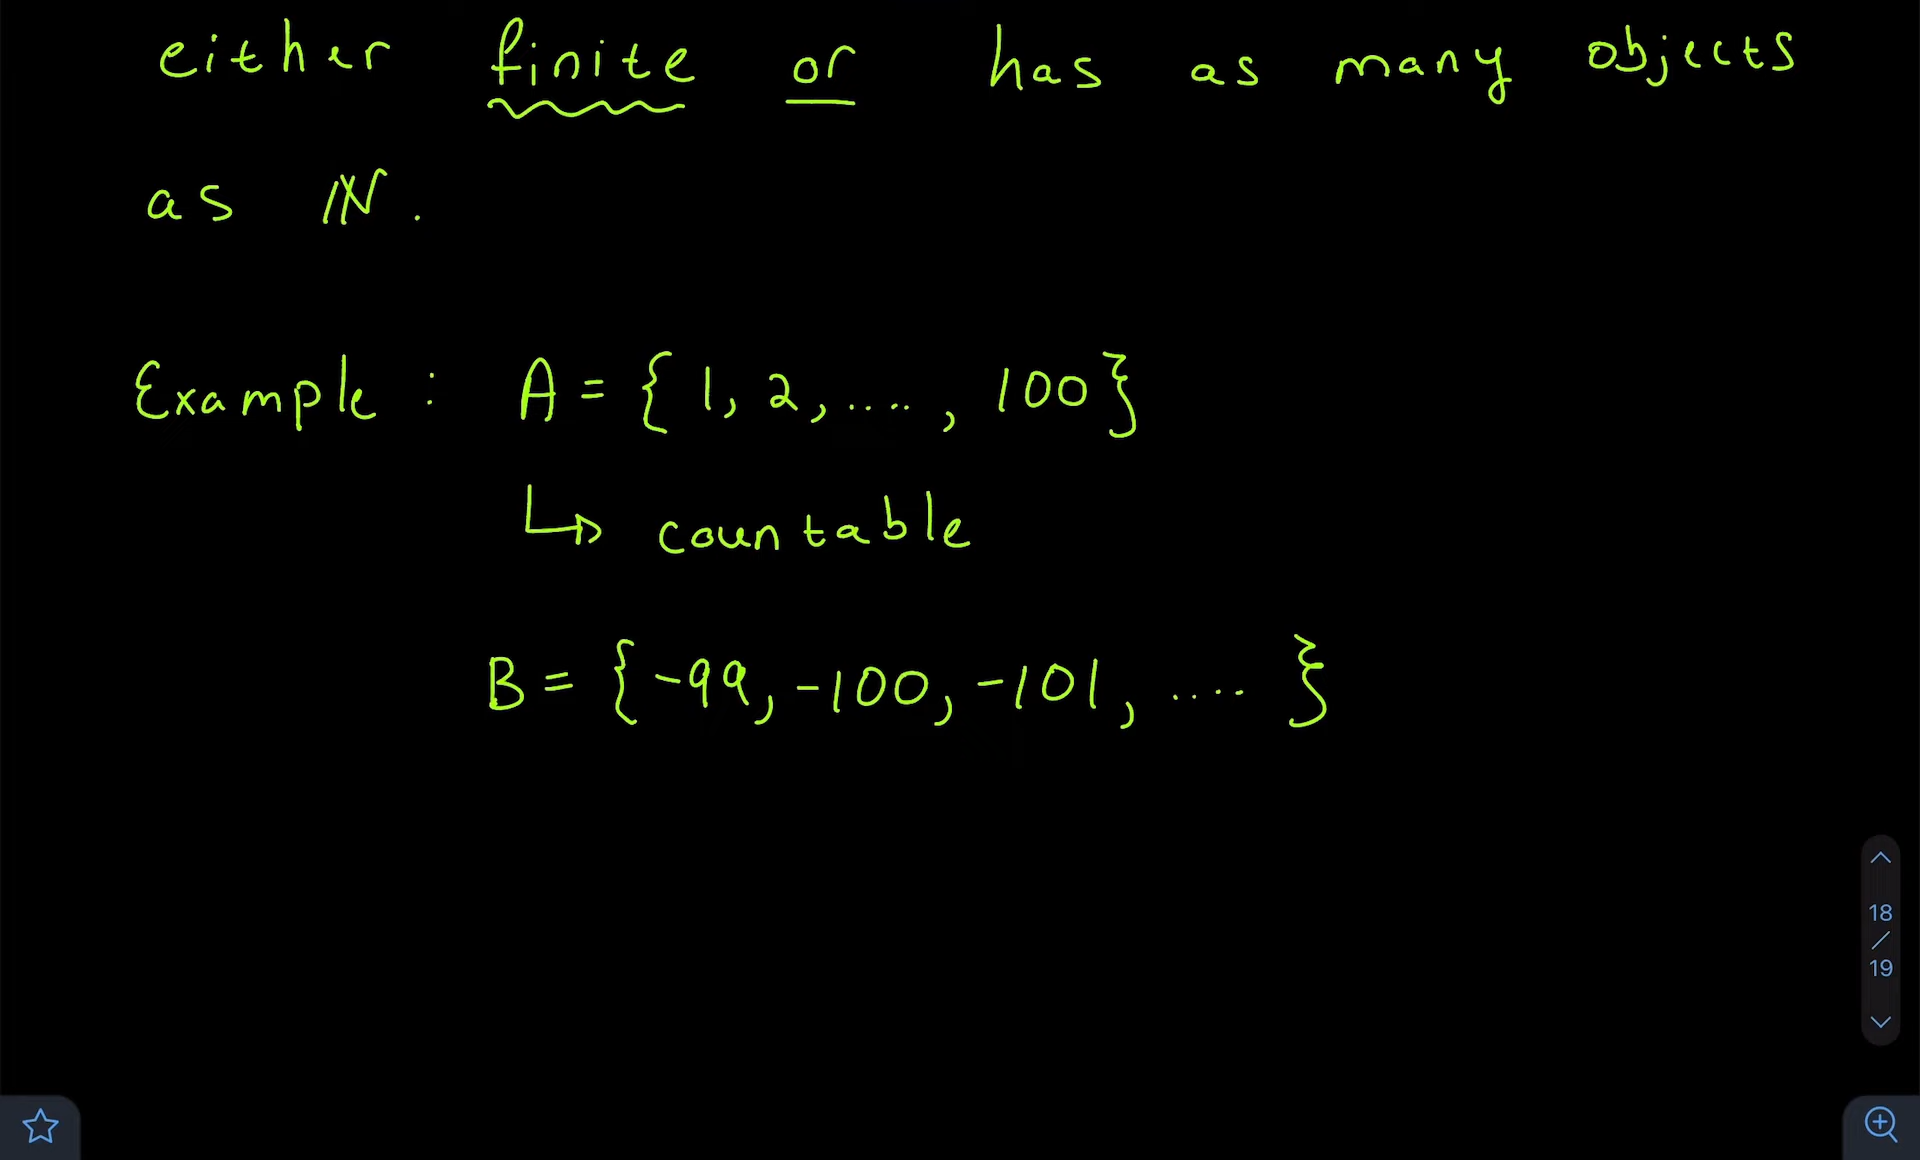 either finite or has as many objects
as ℕ.
Example : A = { 1, 2, .... , 100}
↳ countable
B = { -99, -100, -101, .... }
18
/
19